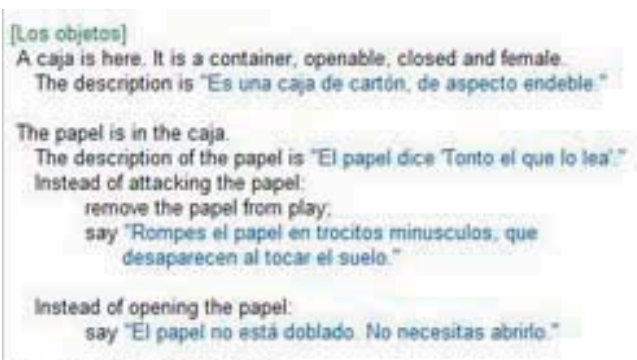 [Los objetos]
A caja is here. It is a container, openable, closed and female.
The description is "Es una caja de cartón, de aspecto endeble."
The papel is in the caja.
The description of the papel is "El papel dice 'Tonto el que lo lea'."
Instead of attacking the papel:
remove the papel from play;
say "Rompes el papel en trocitos minusculos, que
desaparecen al tocar el suelo."
Instead of opening the papel:
say "El papel no está doblado. No necesitas abrirlo."